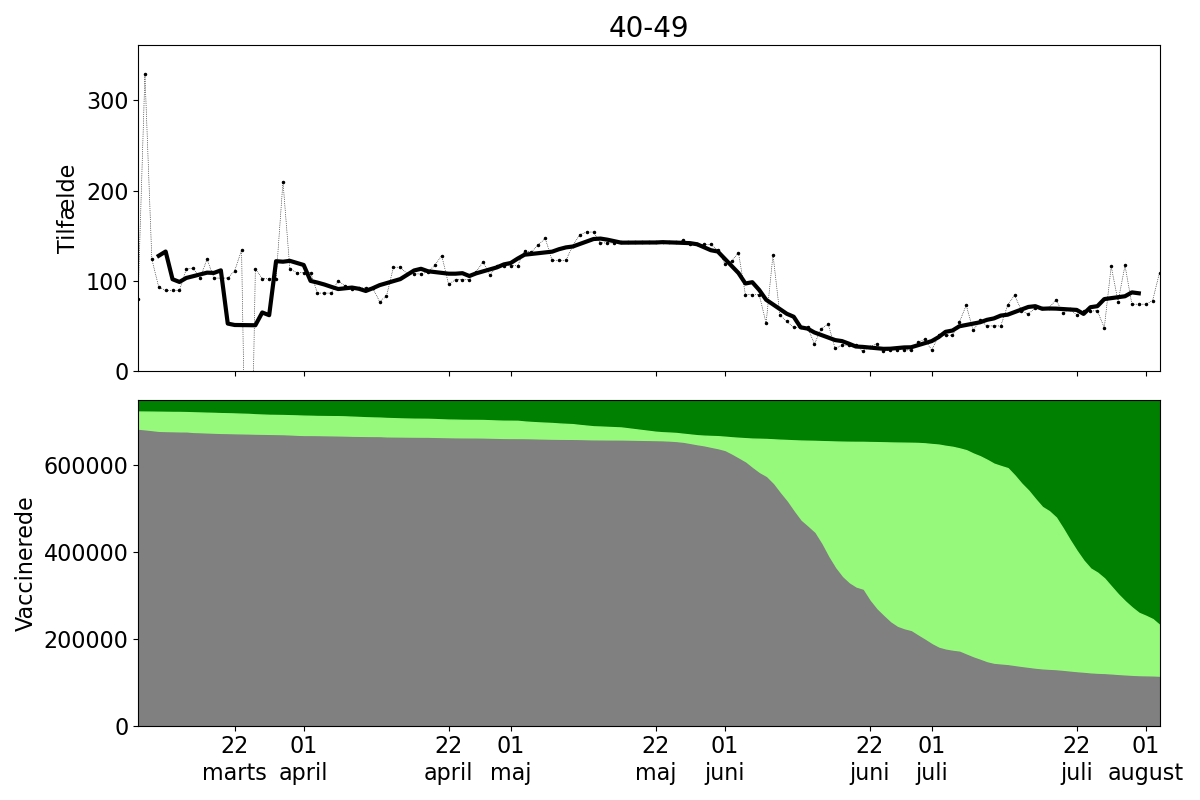 40-49
Tilfælde
300
200
100
0
Vaccinerede
600000
400000
200000
0
22 01 22 01 22 01 22 01 22 01
marts april april maj maj juni juni juli juli august